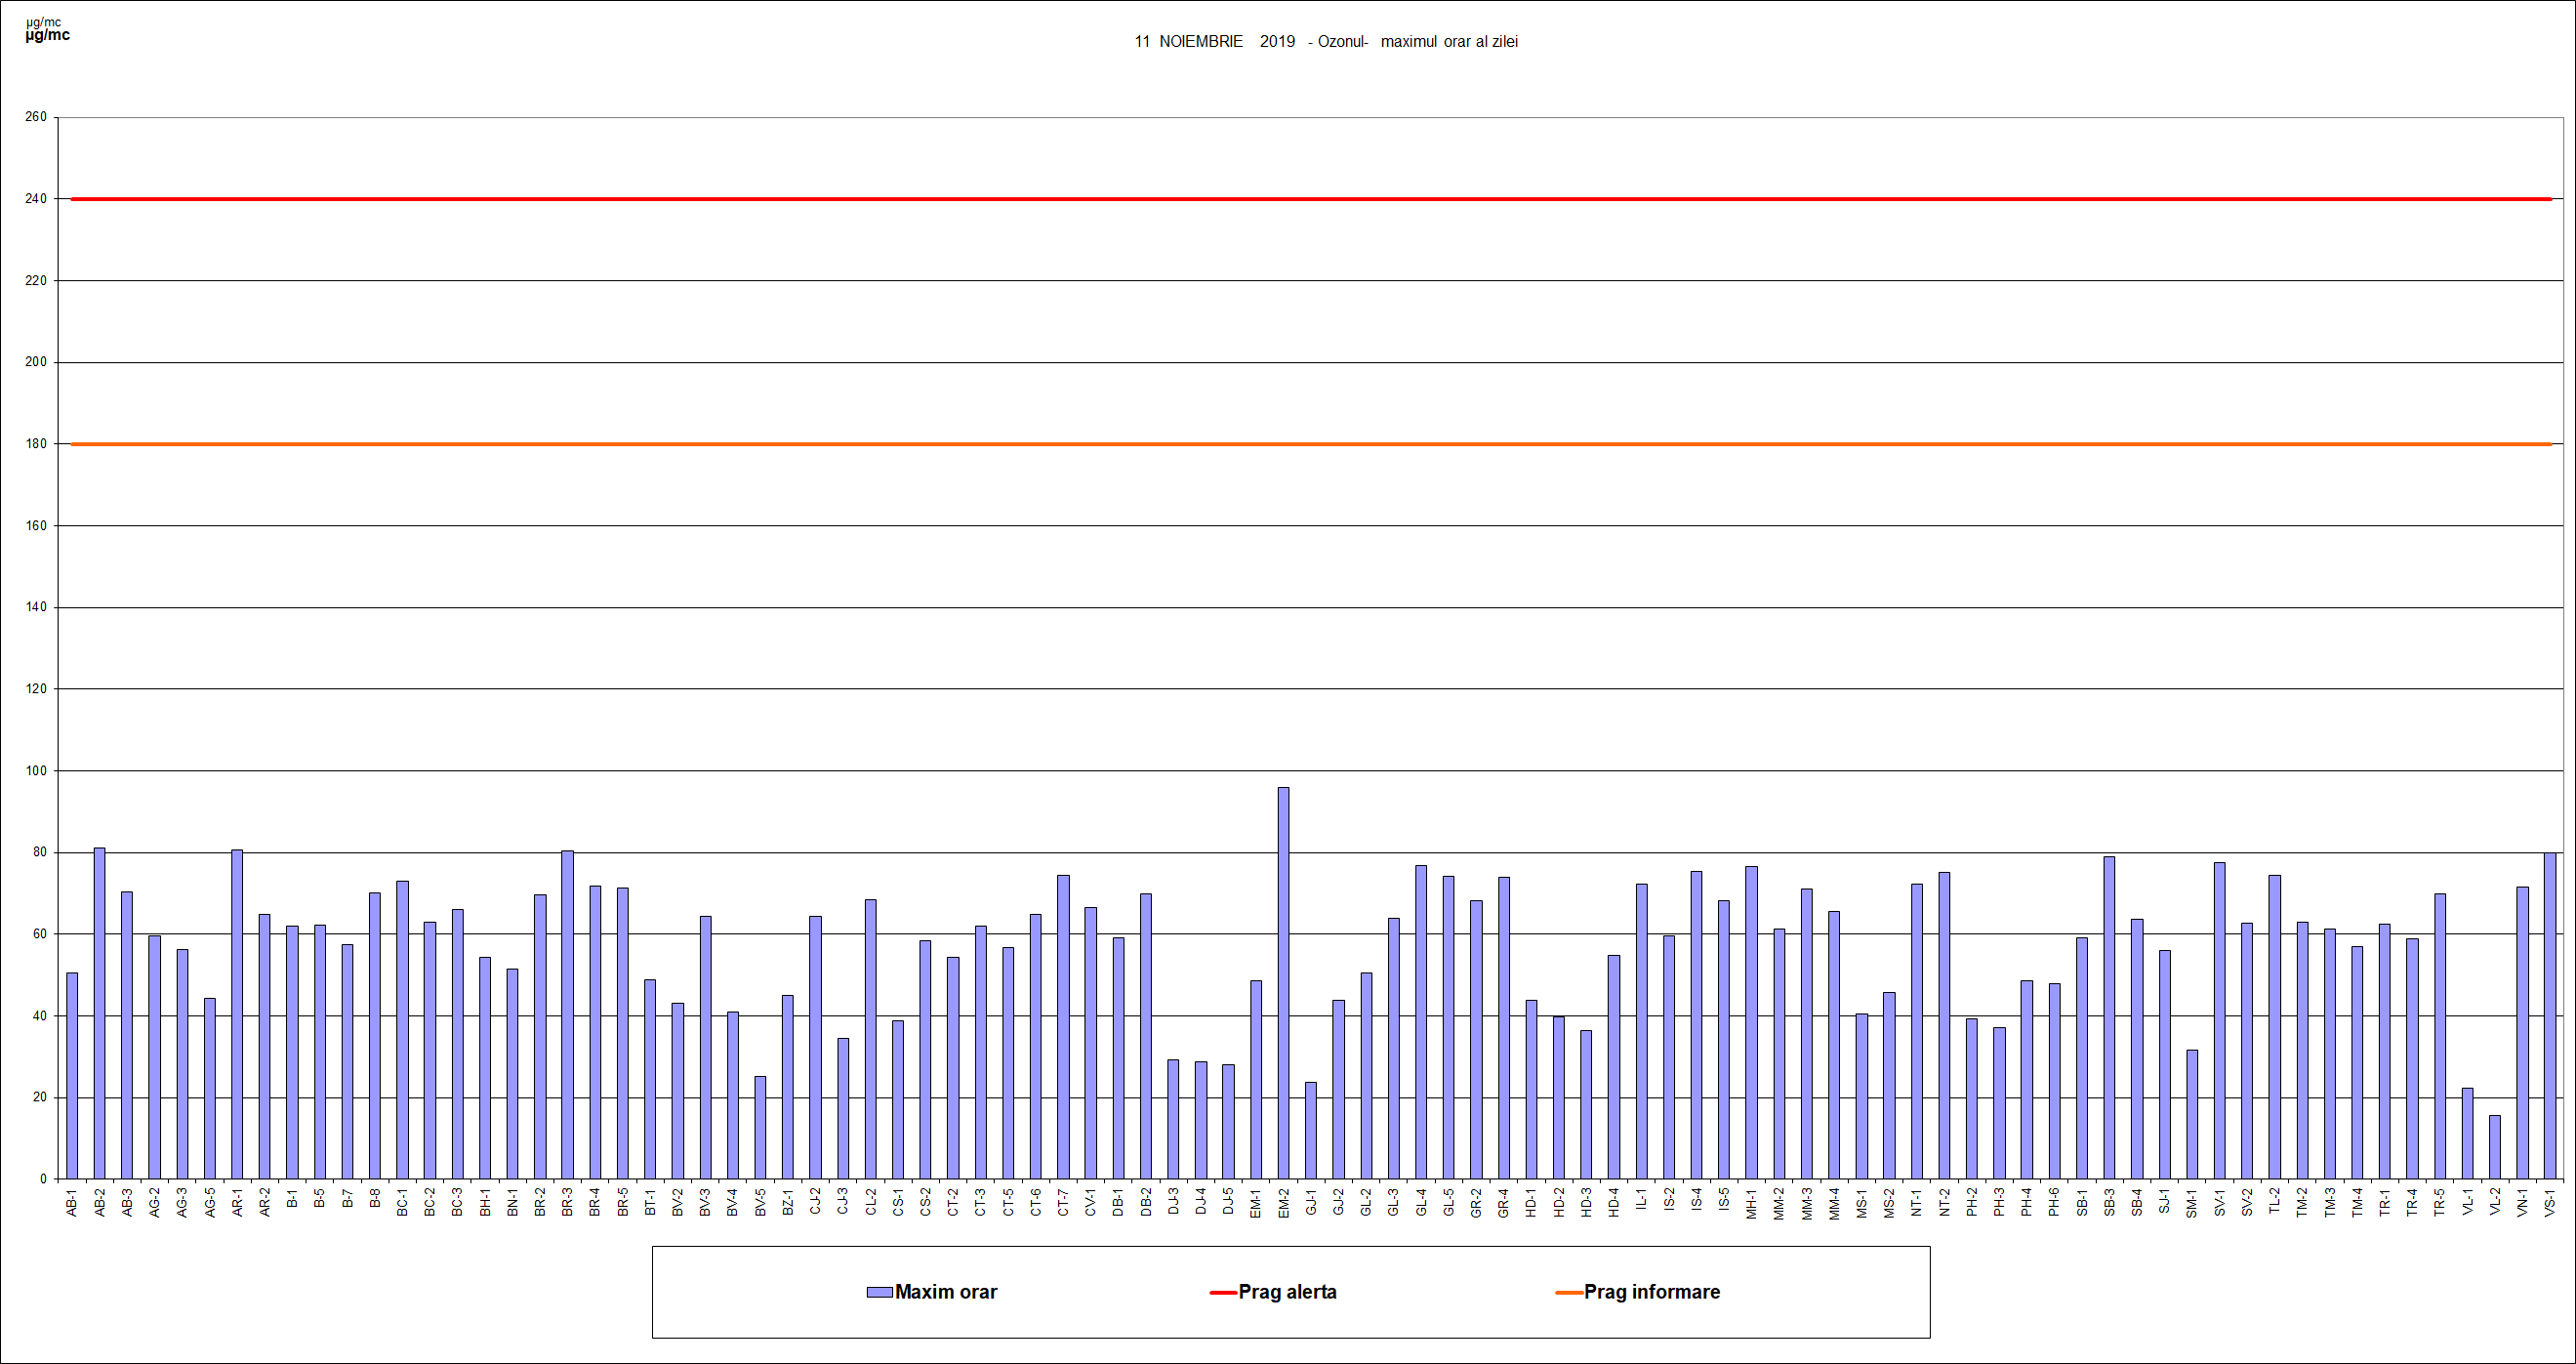 µg/mc
µg/mc
11 NOIEMBRIE 2019 - Ozonul- maximul orar al zilei
260
240
220
200
180
160
140
120
100
80
60
40
20
0
AB-1
AB-2
AB-3
AG-2
AG-3
AG-5
AR-1
AR-2
B-1
B-5
B-7
B-8
BC-1
BC-2
BC-3
BH-1
BN-1
BR-2
BR-3
BR-4
BR-5
BT-1
BV-2
BV-3
BV-4
BV-5
BZ-1
CJ-2
CJ-3
CL-2
CS-1
CS-2
CT-2
CT-3
CT-5
CT-6
CT-7
CV-1
DB-1
DB-2
DJ-3
DJ-4
DJ-5
EM-1
EM-2
GJ-1
GJ-2
GL-2
GL-3
GL-4
GL-5
GR-2
GR-4
HD-1
HD-2
HD-3
HD-4
IL-1
IS-2
IS-4
IS-5
MH-1
MM-2
MM-3
MM-4
MS-1
MS-2
NT-1
NT-2
PH-2
PH-3
PH-4
PH-6
SB-1
SB-3
SB-4
SJ-1
SM-1
SV-1
SV-2
TL-2
TM-2
TM-3
TM-4
TR-1
TR-4
TR-5
VL-1
VL-2
VN-1
VS-1
Maxim orar
Prag alerta
Prag informare